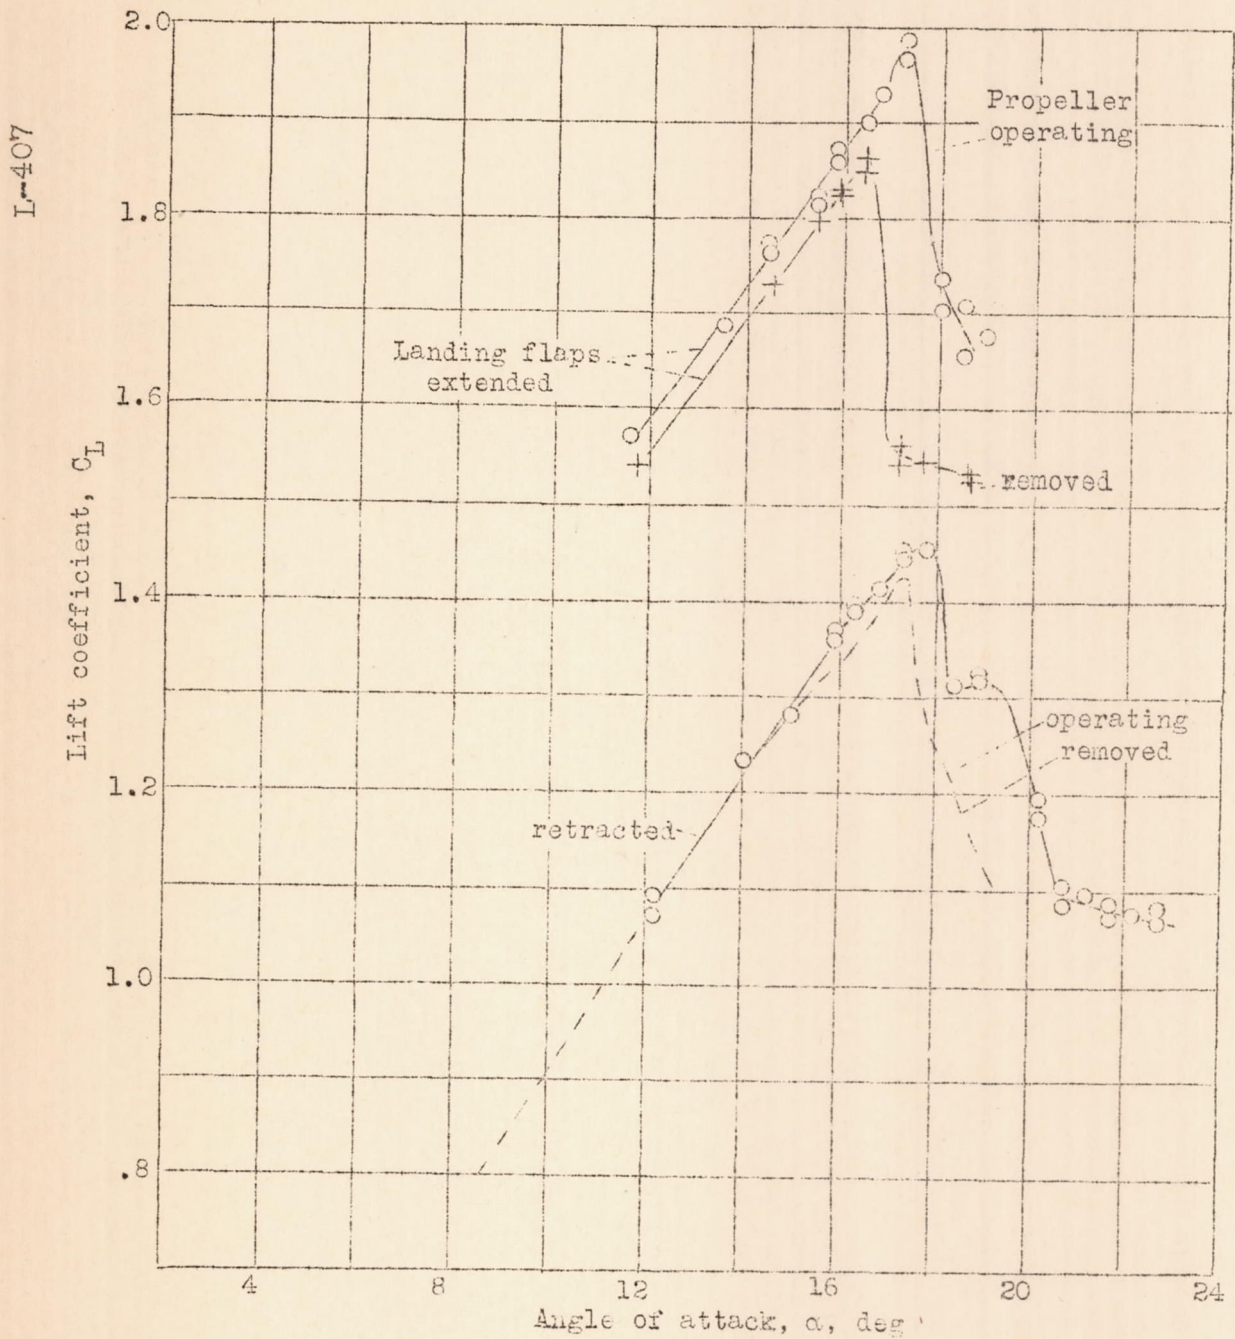 L-407
2.0
1.8
1.6
1.4
1.2
1.0
.8
Lift coefficient, CL
Propeller
operating
Landing flaps
extended
removed
operating
removed
retracted
4
8
12
16
20
24
Angle of attack, α, deg